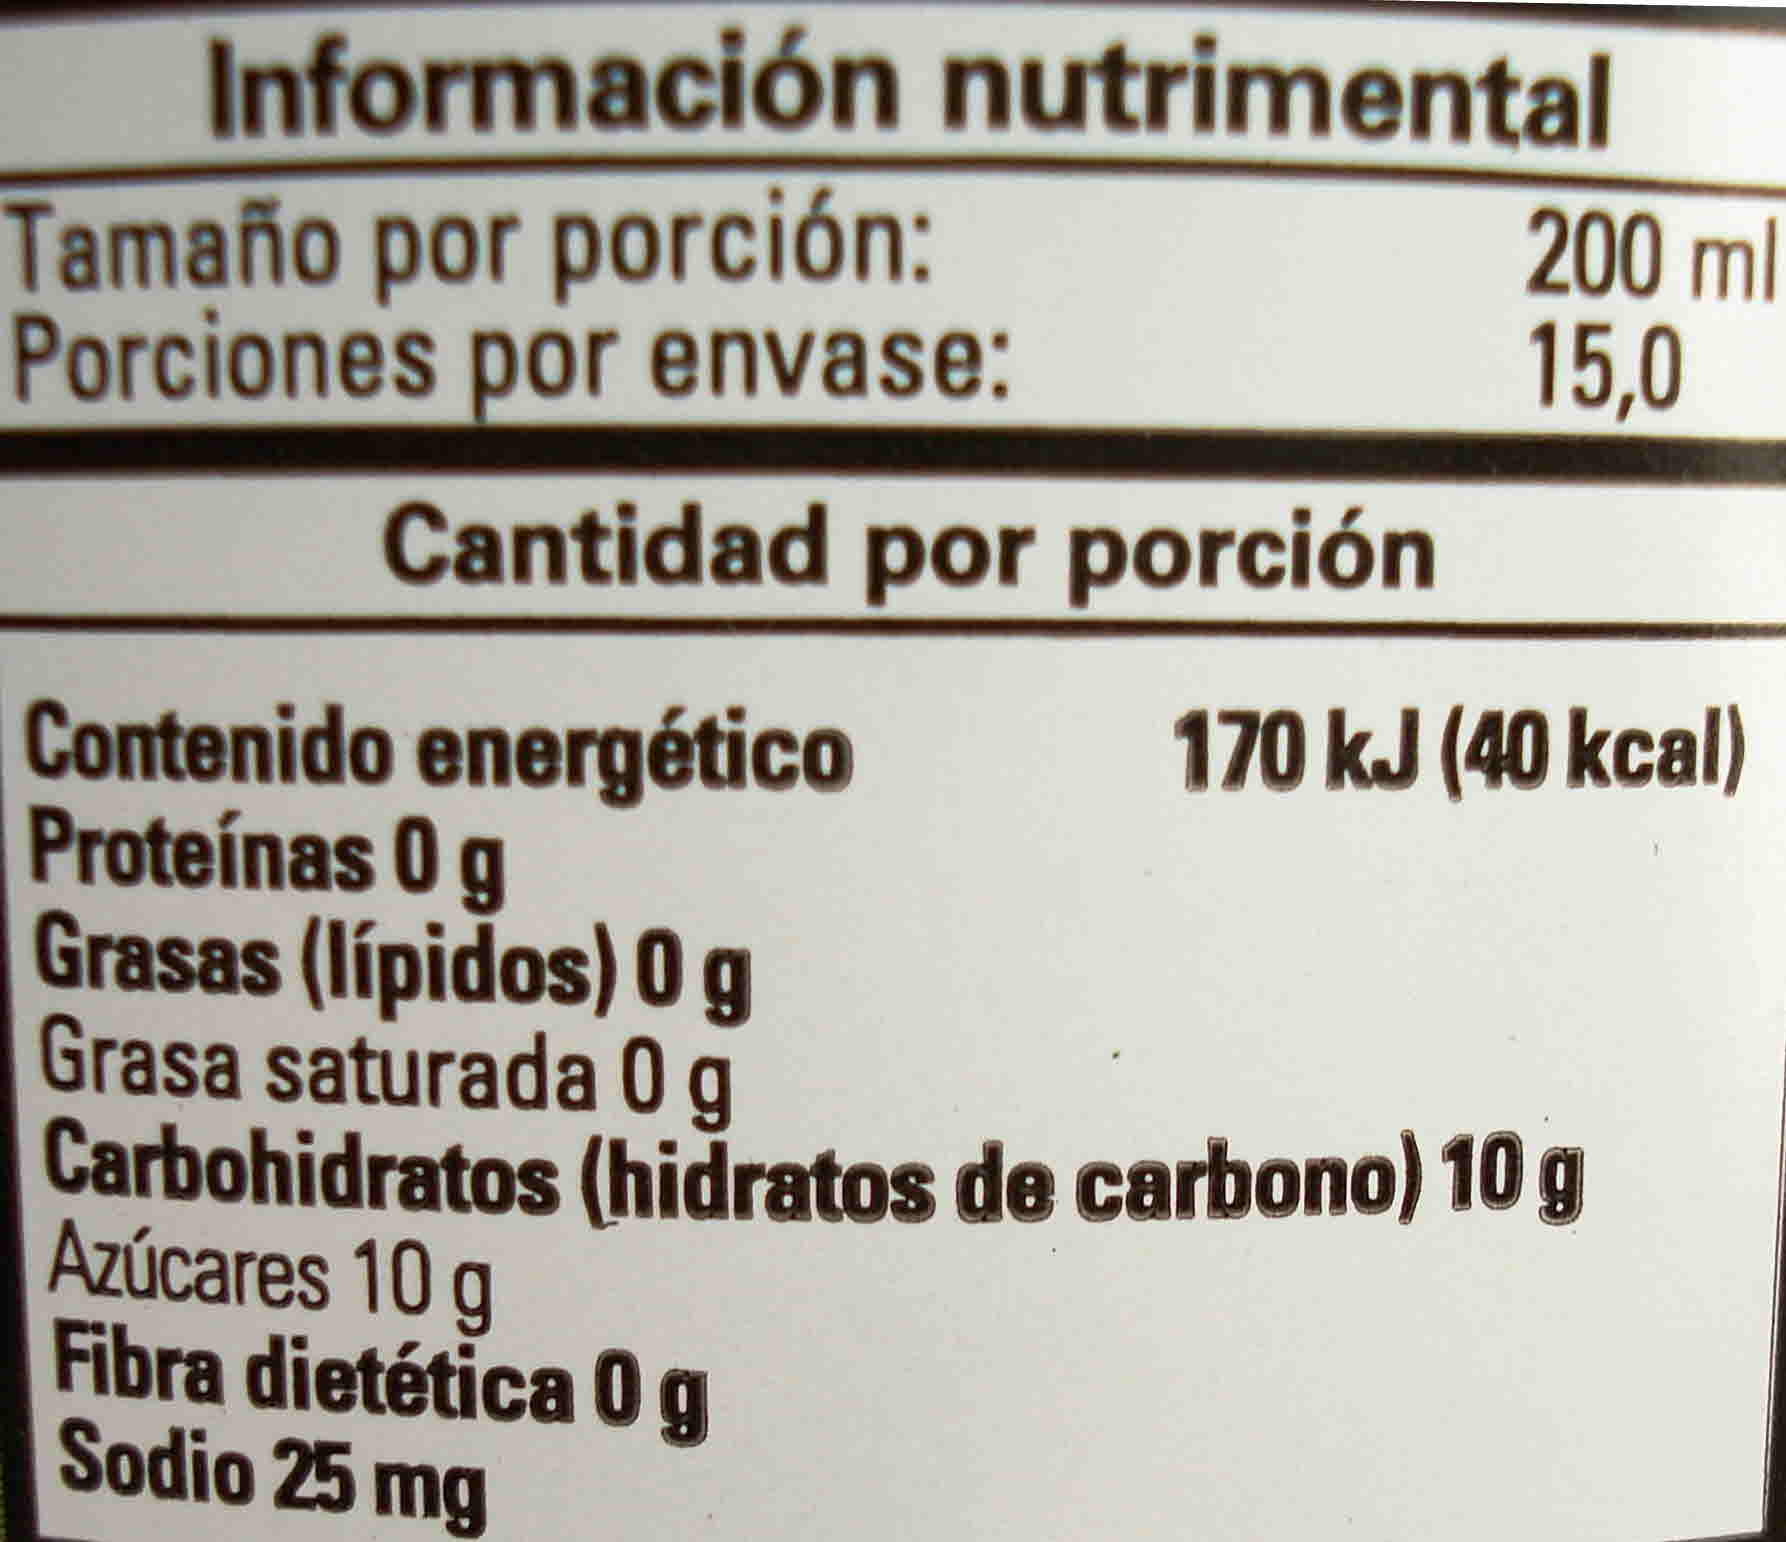 Información nutrimental
Tamaño por porción: 200 ml
Porciones por envase: 15,0
Cantidad por porción
Contenido energético 170 kJ (40 kcal)
Proteínas 0 g
Grasas (lípidos) 0 g
Grasa saturada 0 g
Carbohidratos (hidratos de carbono) 10 g
Azúcares 10 g
Fibra dietética 0 g
Sodio 25 mg